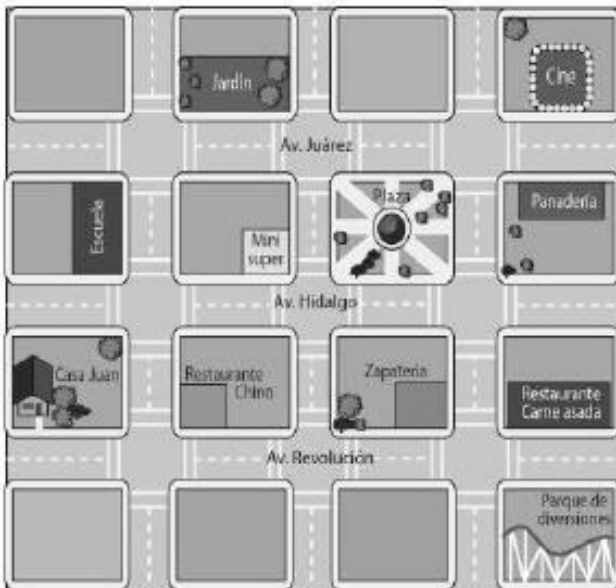 Jardín
Cine
Av. Juárez
Escuela
Mini
super
Plaza
Panadería
Av. Hidalgo
Casa Juan
Restaurante
Chino
Zapatería
Restaurante
Carne asada
Av. Revolución
Parque de
diversiones